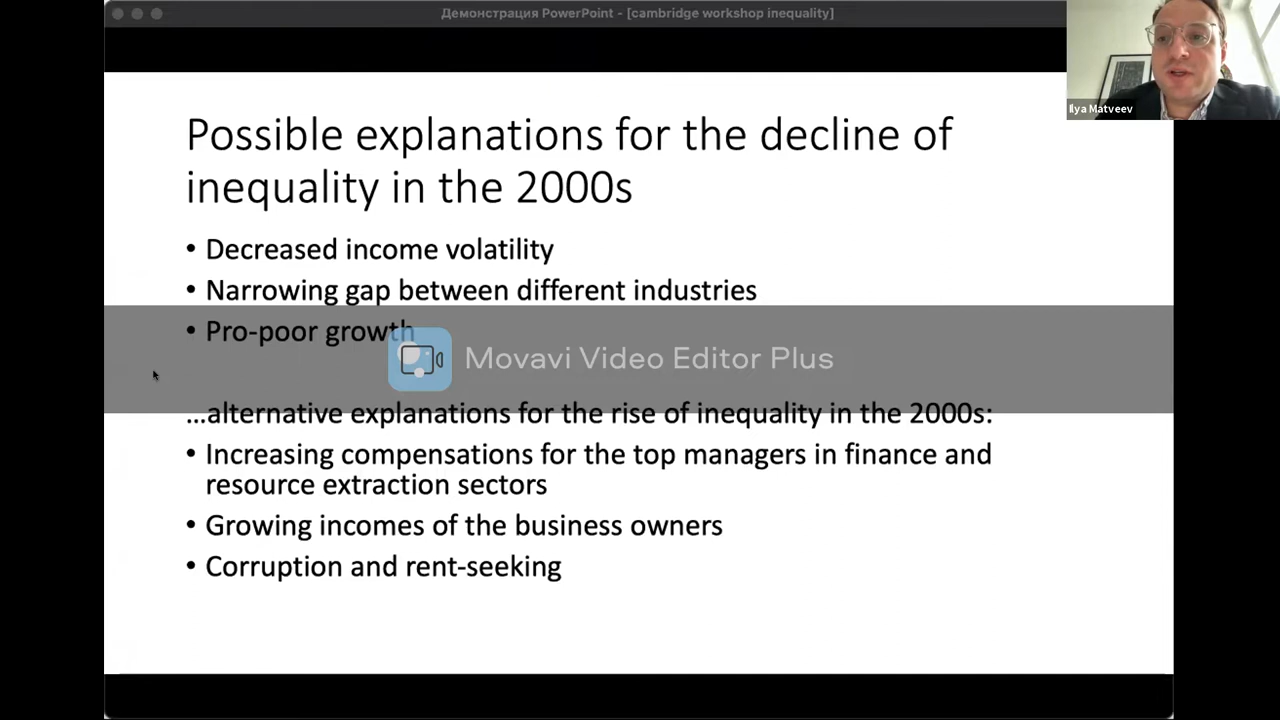 Демонстрация PowerPoint - [cambridge workshop inequality]
Ilya Matveev
Possible explanations for the decline of
inequality in the 2000s
• Decreased income volatility
• Narrowing gap between different industries
• Pro-poor growth
Movavi Video Editor Plus
...alternative explanations for the rise of inequality in the 2000s:
• Increasing compensations for the top managers in finance and
resource extraction sectors
• Growing incomes of the business owners
• Corruption and rent-seeking